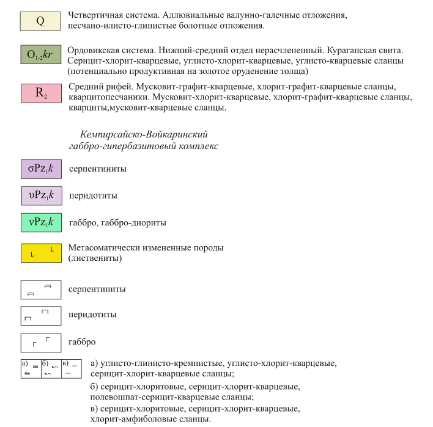 Q
Четвертичная система. Аллювиальные валунно-галечные отложения,
песчано-илисто-глинистые болотные отложения.
O₁₋₂kr
Ордовикская система. Нижний-средний отдел нерасчлененный. Кураганская свита.
Серицит-хлорит-кварцевые, углисто-хлорит-кварцевые, углисто-кварцевые сланцы
(потенциально продуктивная на золотое оруденение толща)
R₂
Средний рифей. Мусковит-графит-кварцевые, хлорит-графит-кварцевые сланцы,
кварцитопесчаники. Мусковит-хлорит-кварцевые, хлорит-графит-кварцевые сланцы,
кварциты,мусковит-кварцевые сланцы.
Кемпирсайско-Войкаринский
габбро-гипербазитовый комплекс
σPz₁k серпентиниты
υPz₁k перидотиты
νPz₁k габбро, габбро-диориты
Метасоматически измененные породы
(листвениты)
серпентиниты
перидотиты
габбро
а) б) в)
а) углисто-глинисто-кремнистые, углисто-хлорит-кварцевые,
серицит-хлорит-кварцевые сланцы;
б) серицит-хлоритовые, серицит-хлорит-кварцевые,
полевошпат-серицит-кварцевые сланцы;
в) серицит-хлоритовые, серицит-хлорит-кварцевые,
хлорит-амфиболовые сланцы.